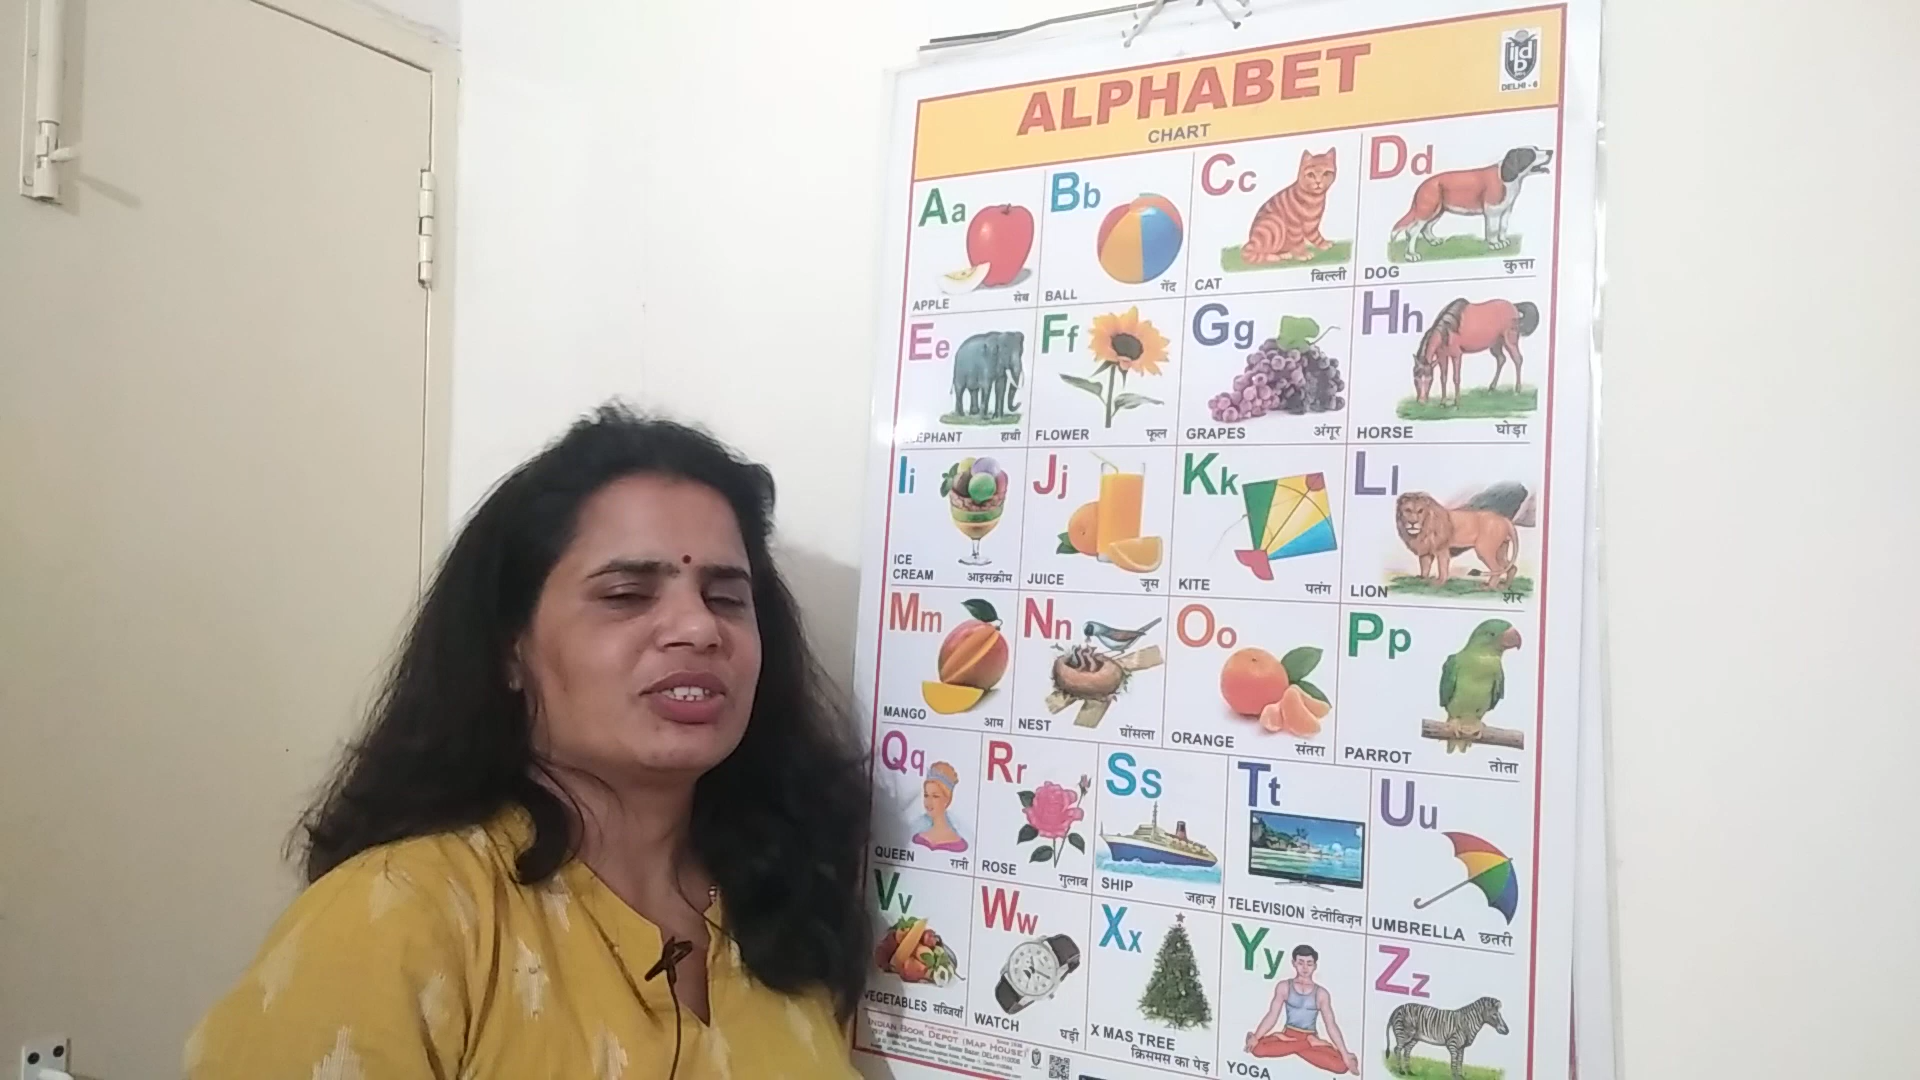 ALPHABET
CHART
DELHI - 6
Aa Bb Cc Dd
APPLE सेब BALL गेंद CAT बिल्ली DOG कुत्ता
Ee Ff Gg Hh
EPHANT हाथी FLOWER फूल GRAPES अंगूर HORSE घोड़ा
Ii Jj Kk Ll
ICE
CREAM आइसक्रीम JUICE जूस KITE पतंग LION शेर
Mm Nn Oo Pp
MANGO आम NEST घोंसला ORANGE संतरा PARROT तोता
Qq Rr Ss Tt Uu
QUEEN रानी ROSE गुलाब SHIP जहाज़ TELEVISION टेलीविज़न UMBRELLA छतरी
Vv Ww Xx Yy Zz
VEGETABLES सब्जियाँ WATCH घड़ी X MAS TREE
क्रिसमस का पेड़ YOGA
INDIAN BOOK DEPOT (MAP HOUSE)